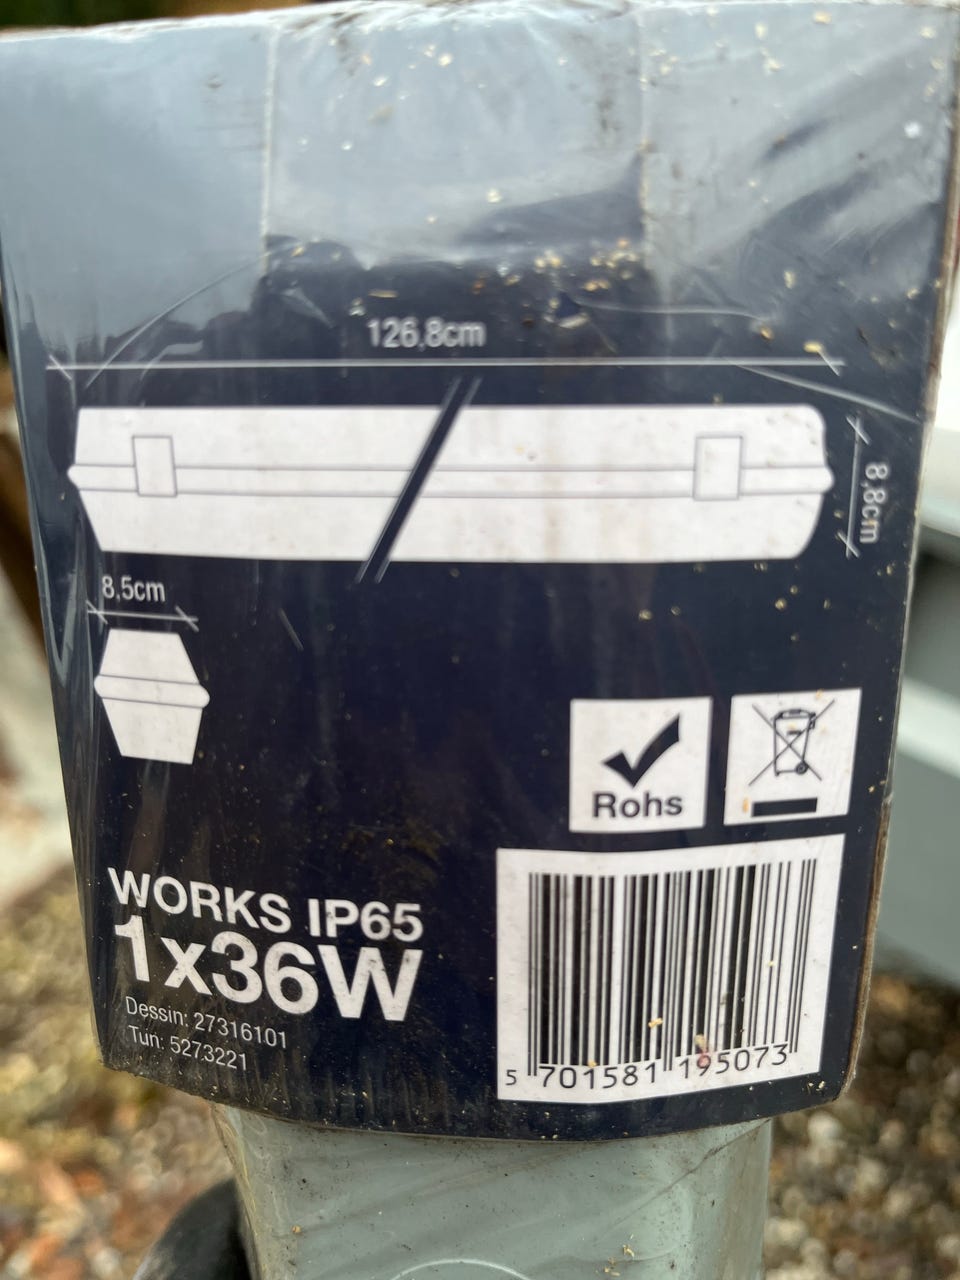 126,8cm
8,8cm
8,5cm
Rohs
WORKS IP65
1x36W
Dessin: 27316101
Tun: 5273221
5 701581 195073